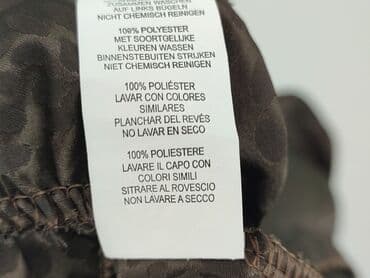 ZUSAMMEN WASCHEN
AUF LINKS BÜGELN
NICHT CHEMISCH REINIGEN
100% POLYESTER
MET SOORTGELIJKE
KLEUREN WASSEN
BINNENSTEBUITEN STRIJKEN
NIET CHEMISCH REINIGEN
100% POLIÉSTER
LAVAR CON COLORES
SIMILARES
PLANCHAR DEL REVÉS
NO LAVAR EN SECO
100% POLIESTERE
LAVARE IL CAPO CON
COLORI SIMILI
SITRARE AL ROVESCIO
NON LAVARE A SECCO